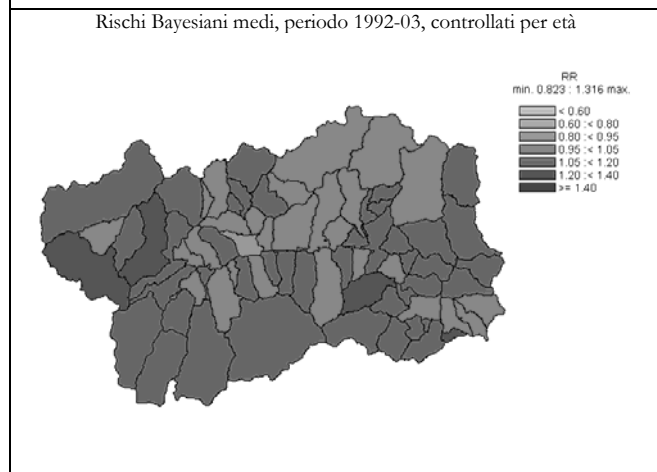 Rischi Bayesiani medi, periodo 1992-03, controllati per età
RR
min. 0.823 : 1.316 max.
< 0.60
0.60 :< 0.80
0.80 :< 0.95
0.95 :< 1.05
1.05 :< 1.20
1.20 :< 1.40
>= 1.40